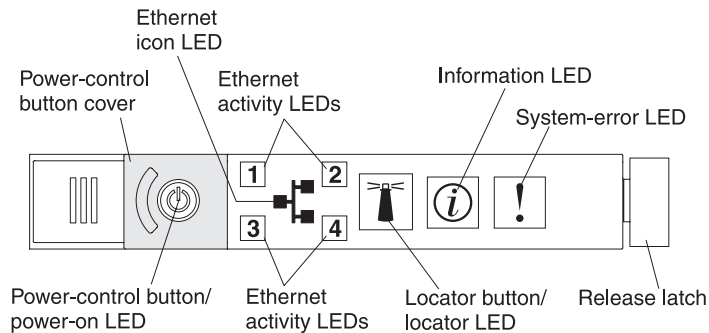 Ethernet
icon LED
Power-control
button cover
Ethernet
activity LEDs
Information LED
System-error LED
1
2
i
!
3
4
Power-control button/
power-on LED
Ethernet
activity LEDs
Locator button/
locator LED
Release latch